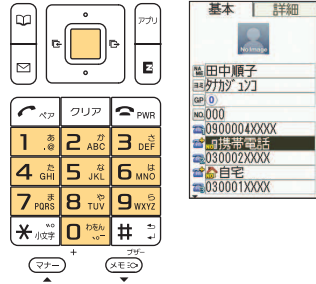 アプリ
ペア
クリア
PWR
1 あ .@
2 か ABC
3 さ DEF
4 た GHI
5 な JKL
6 は MNO
7 ま PQRS
8 や TUV
9 ら WXYZ
* 小文字
0 わをん
#
マナー
+
ブザー
メモ
基本 詳細
No image
田中順子
タナカジュンコ
GP 0
NO. 000
0900004XXXX
携帯電話
030002XXXX
自宅
030001XXXX